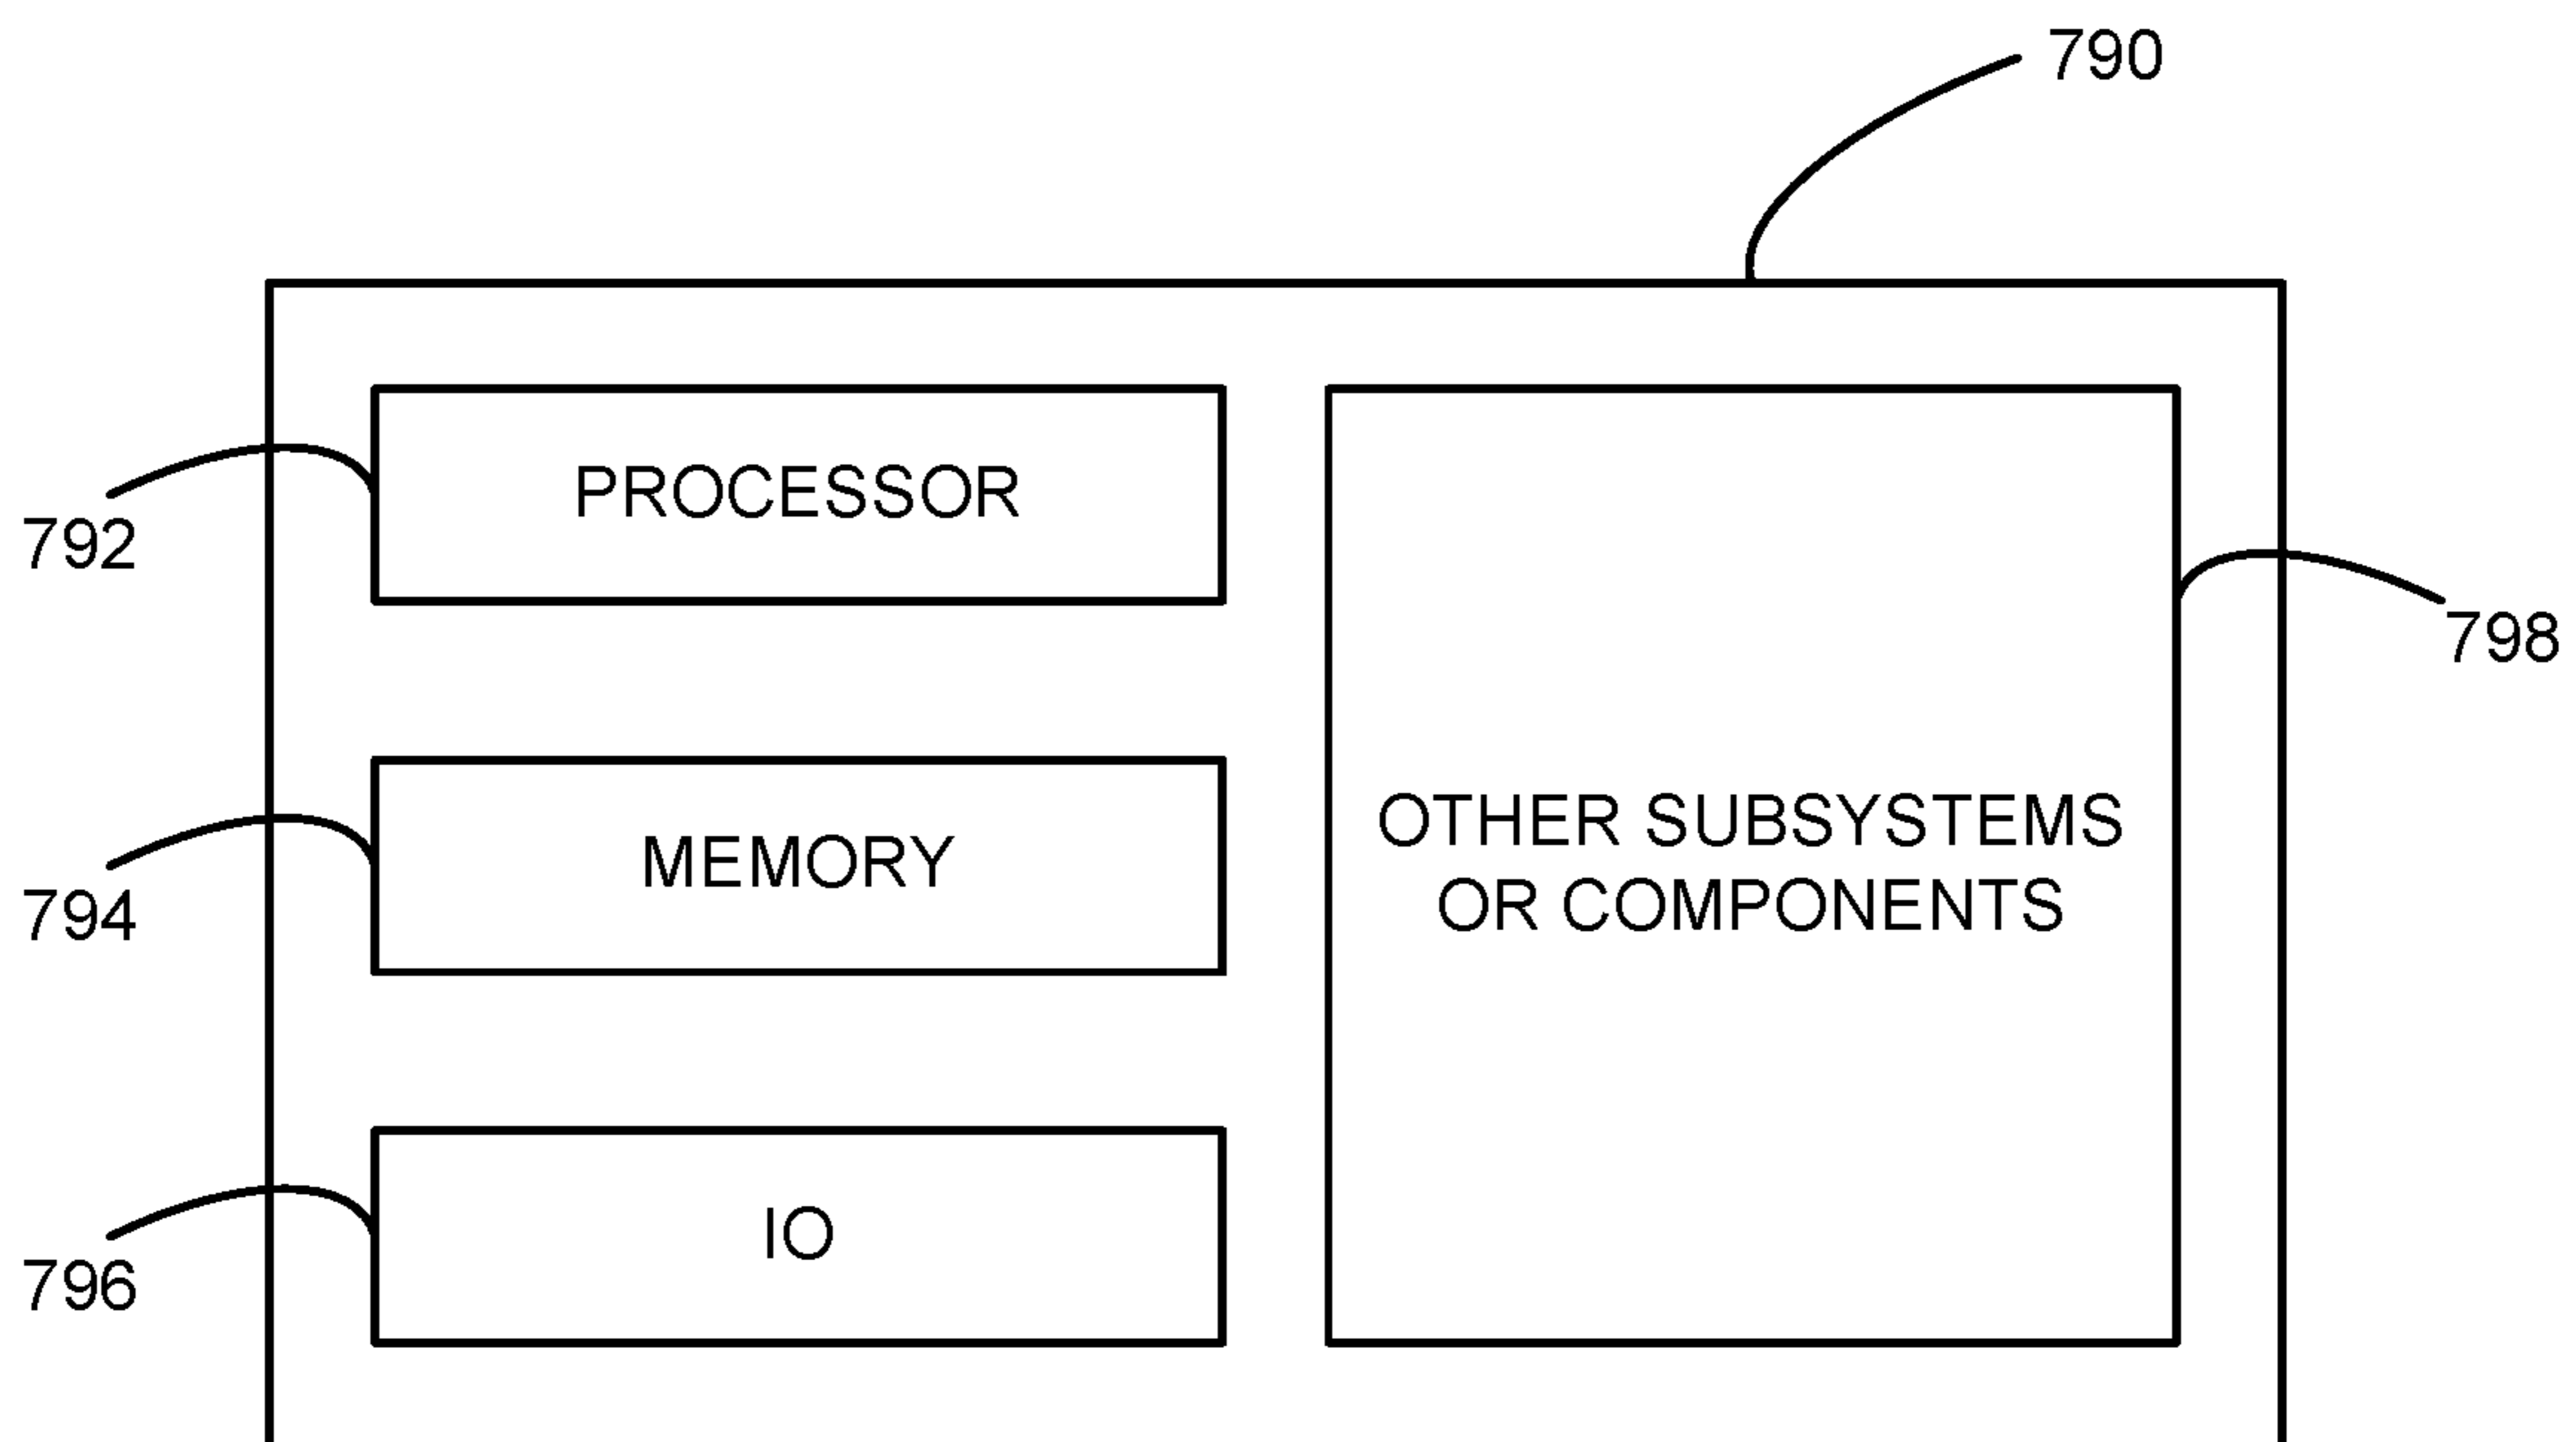 790
PROCESSOR
792
798
MEMORY
OTHER SUBSYSTEMS
OR COMPONENTS
794
IO
796